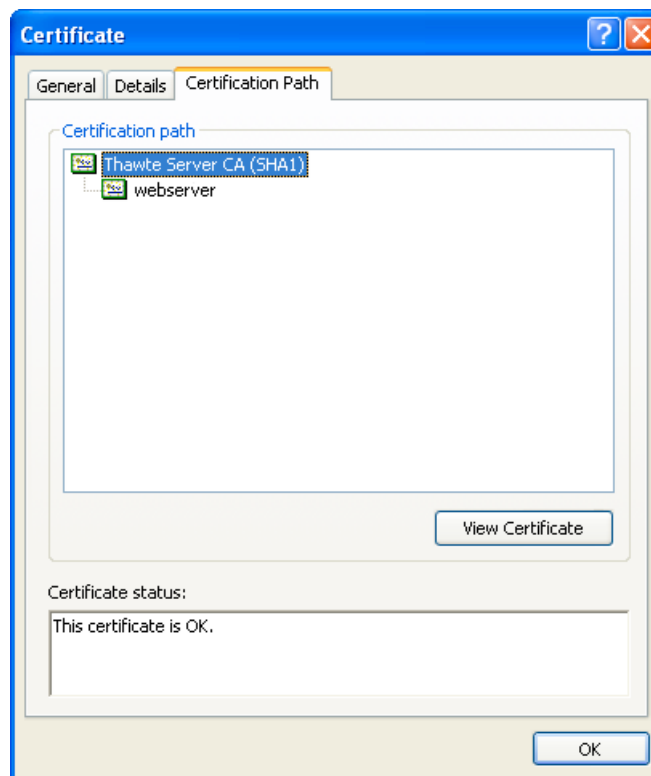 Certificate
General Details Certification Path
Certification path
Thawte Server CA (SHA1)
webserver
View Certificate
Certificate status:
This certificate is OK.
OK